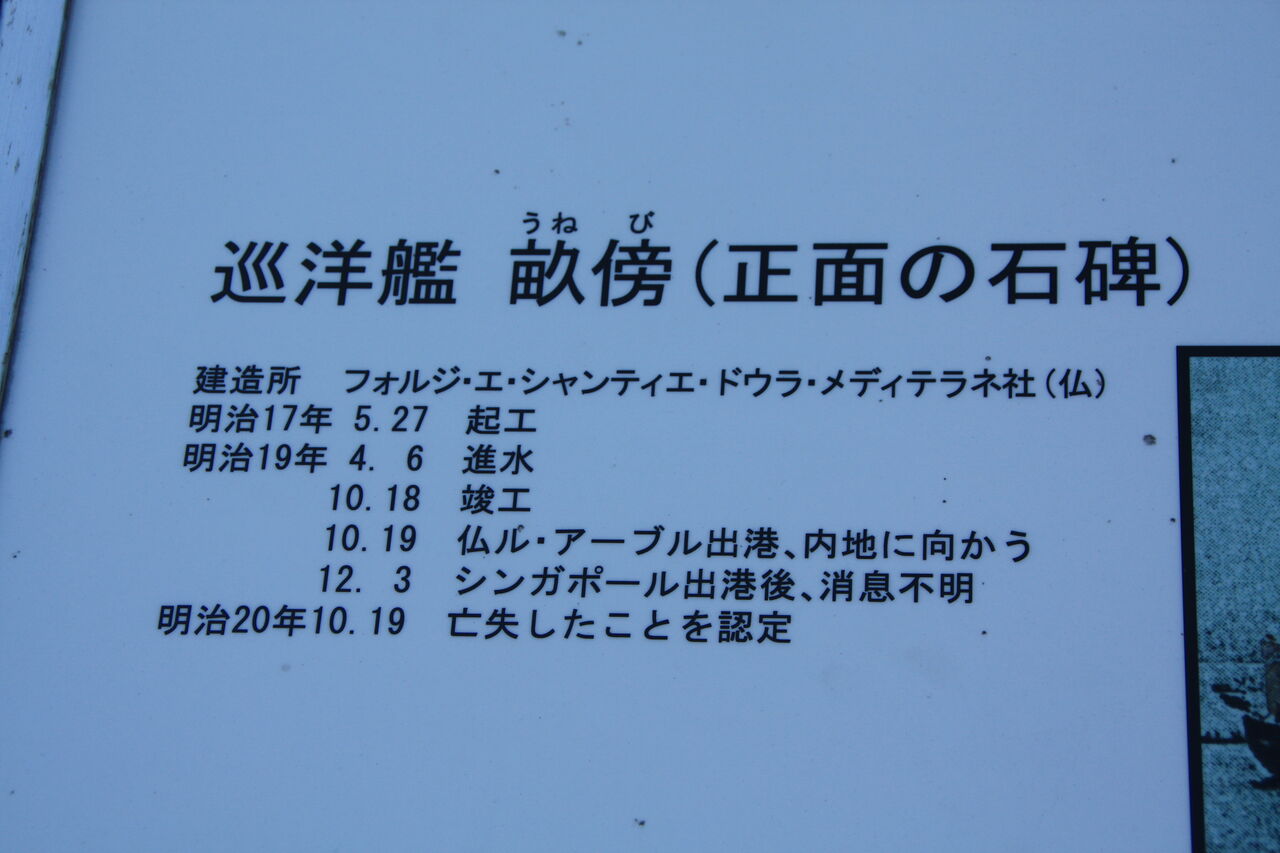 うねび
巡洋艦 畝傍(正面の石碑)
建造所 フォルジ・エ・シャンティエ・ドウラ・メディテラネ社(仏)
明治17年 5.27 起工
明治19年 4. 6 進水
10.18 竣工
10.19 仏ル・アーブル出港、内地に向かう
12. 3 シンガポール出港後、消息不明
明治20年10.19 亡失したことを認定